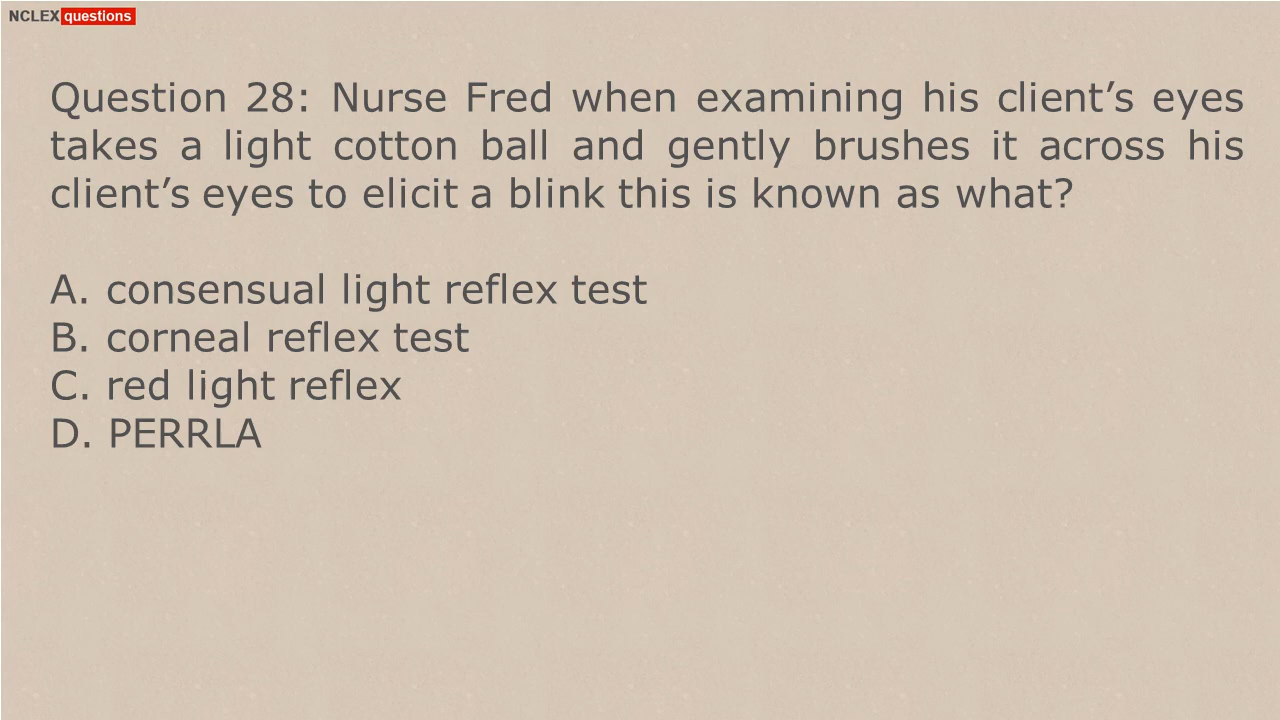 NCLEX questions
Question 28: Nurse Fred when examining his client’s eyes
takes a light cotton ball and gently brushes it across his
client’s eyes to elicit a blink this is known as what?
A. consensual light reflex test
B. corneal reflex test
C. red light reflex
D. PERRLA